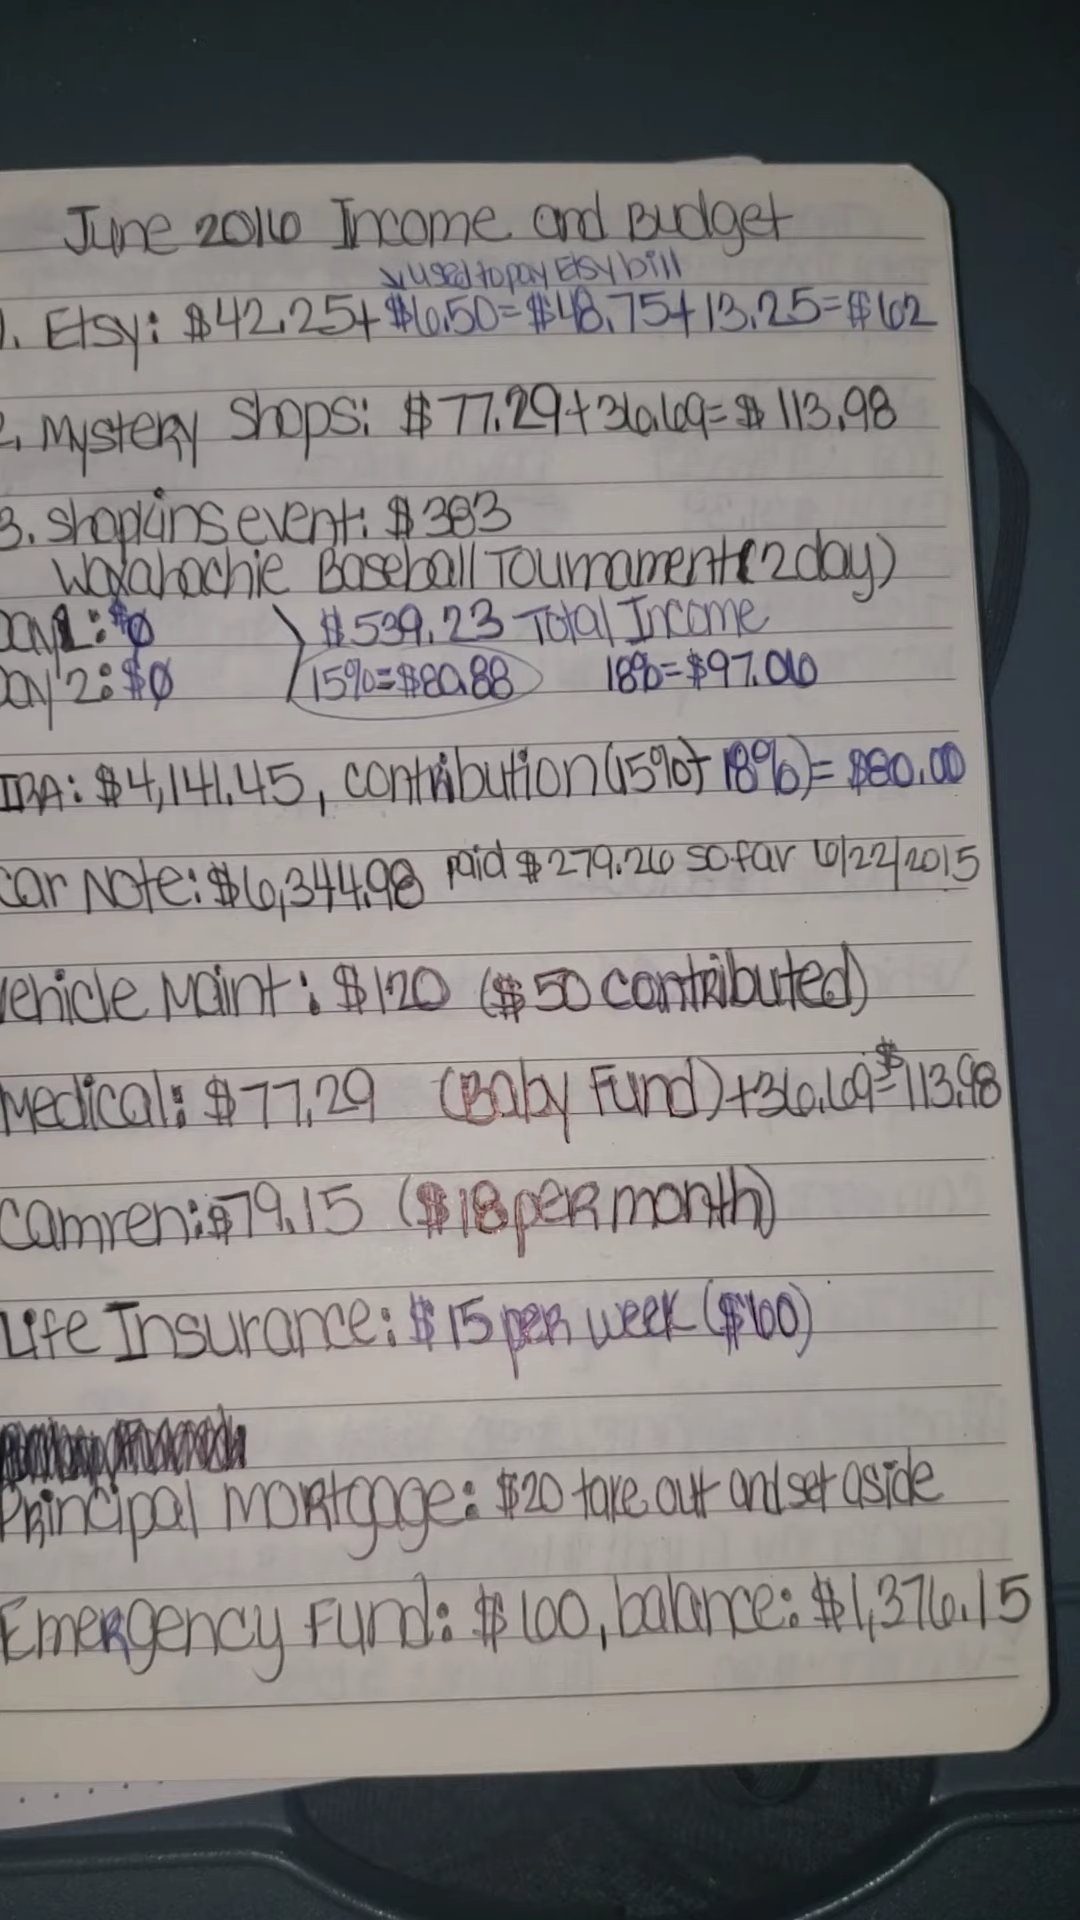 June 2016 Income and Budget
used to pay Etsy bill
1. Etsy: $42.25+ $6.50=$48.75+13.25=$62
2. Mystery Shops: $77.29+36.69=$113.98
3. Shopkins event: $383
Waxahachie Baseball Tournament (2 day)
Day 1: $0
$539.23 Total Income
Day 2: $0
15%=$80.88 18%=$97.06
IRA: $4,141.45, contribution (15%+18%)= $80.00
Car Note: $6,344.98 paid $279.26 so far 6/22/2015
Vehicle Maint: $120 ($50 contributed)
Medical: $77.29 (Baby Fund) +36.69=$113.98
Camren: $79.15 ($18 per month)
Life Insurance: $15 per week ($60)
Principal Mortgage: $20 take out and set aside
Emergency Fund: $100, balance: $1,376.15